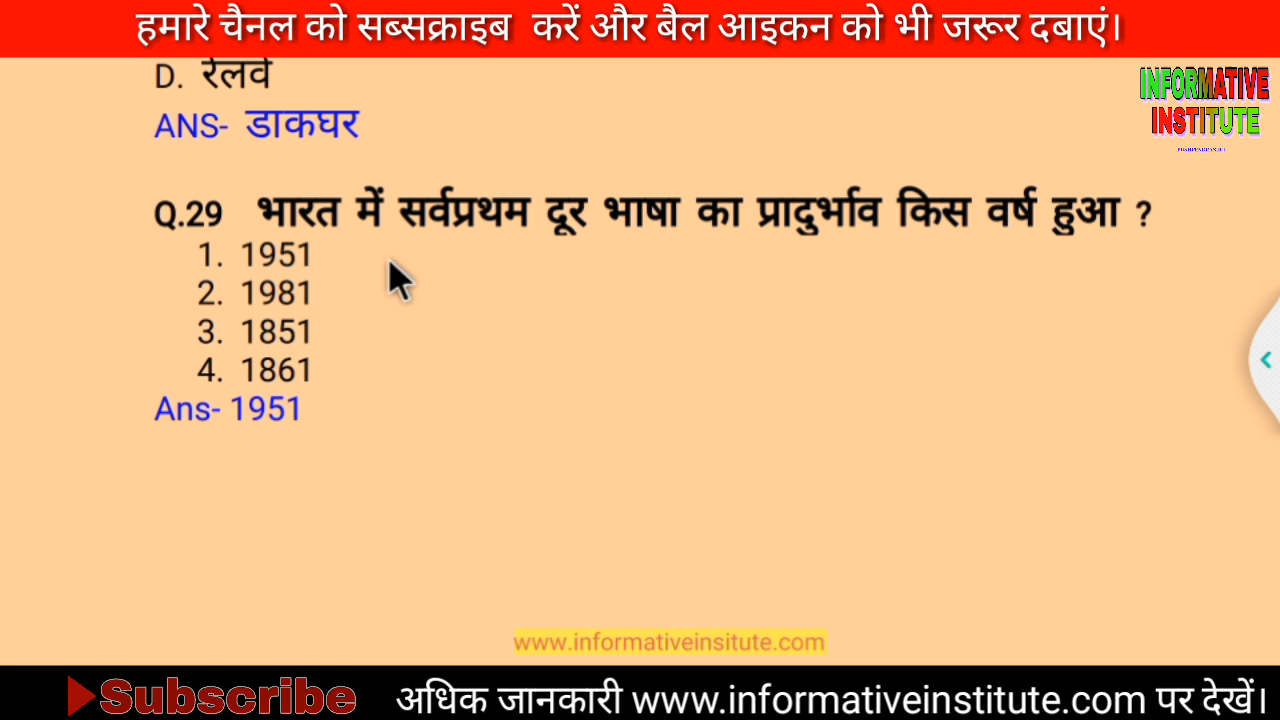 हमारे चैनल को सब्सक्राइब करें और बैल आइकन को भी जरूर दबाएं।
D. रेलवे
INFORMATIVE
INSTITUTE
ANS- डाकघर
Q.29 भारत में सर्वप्रथम दूर भाषा का प्रादुर्भाव किस वर्ष हुआ ?
1. 1951
2. 1981
3. 1851
4. 1861
Ans- 1951
www.informativeinsitute.com
Subscribe अधिक जानकारी www.informativeinstitute.com पर देखें।